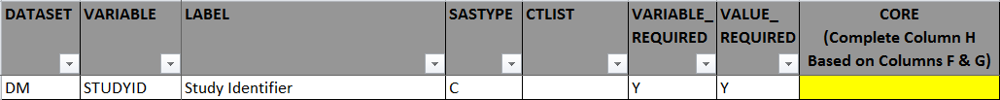 DATASET VARIABLE LABEL SASTYPE CTLIST VARIABLE_ VALUE_ CORE
REQUIRED REQUIRED (Complete Column H
Based on Columns F & G)
DM STUDYID Study Identifier C Y Y